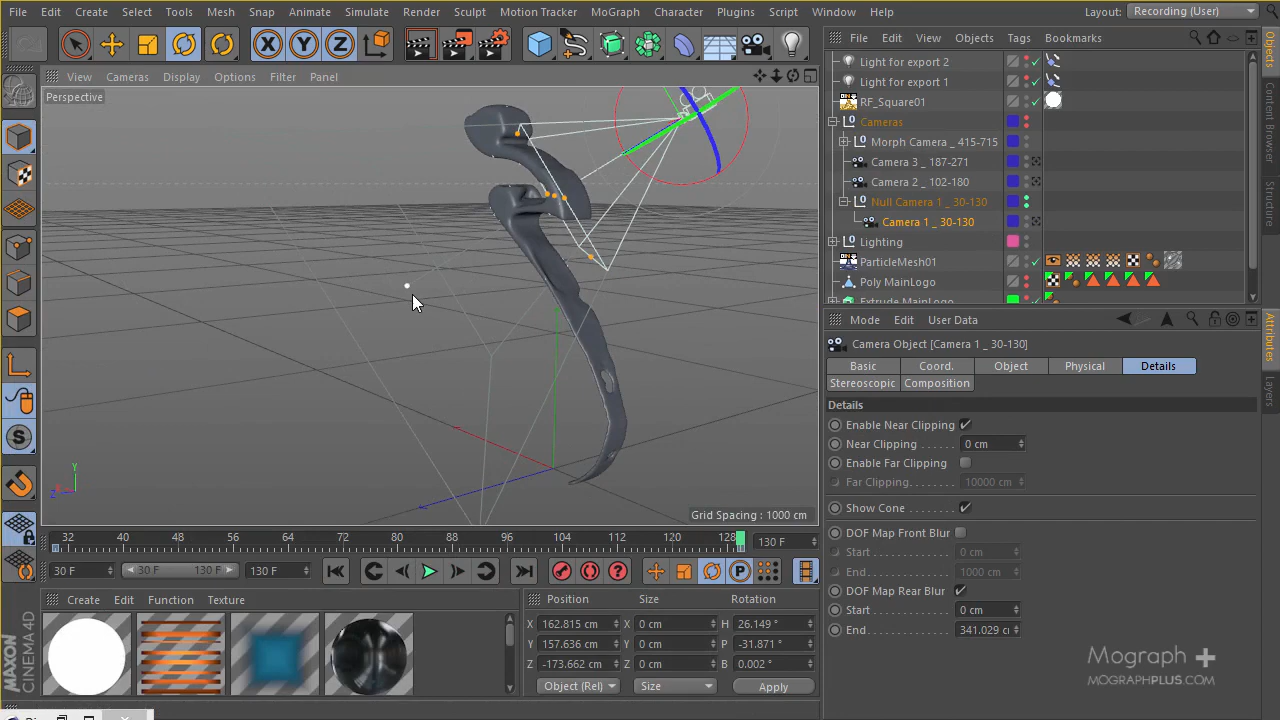 File Edit Create Select Tools Mesh Snap Animate Simulate Render Sculpt Motion Tracker MoGraph Character Plugins Script Window Help Layout: Recording (User)
X Y Z
File Edit View Objects Tags Bookmarks
View Cameras Display Options Filter Panel
Perspective
Light for export 2
Light for export 1
RF_Square01
Cameras
Morph Camera _ 415-715
Camera 3 _ 187-271
Camera 2 _ 102-180
Null Camera 1 _ 30-130
Camera 1 _ 30-130
Lighting
ParticleMesh01
Poly MainLogo
Extrude MainLogo
Objects
Content Browser
Attributes
Layers
Mode Edit User Data
Camera Object [Camera 1 _ 30-130]
Basic Coord. Object Physical Details
Stereoscopic Composition
Details
Enable Near Clipping
Near Clipping 0 cm
Enable Far Clipping
Far Clipping 10000 cm
Show Cone
DOF Map Front Blur
Start 0 cm
End 1000 cm
DOF Map Rear Blur
Start 0 cm
End 341.029 c
Y
Z X
Grid Spacing : 1000 cm
32 40 48 56 64 72 80 88 96 104 112 120 128 130 F
30 F 30 F 130 F 130 F
Create Edit Function Texture
Position Size Rotation
X 162.815 cm X 0 cm H 26.149 °
Y 157.636 cm Y 0 cm P -31.871 °
Z -173.662 cm Z 0 cm B 0.002 °
Object (Rel) Size Apply
MAXON
CINEMA 4D
Mograph +
MOGRAPHPLUS.COM